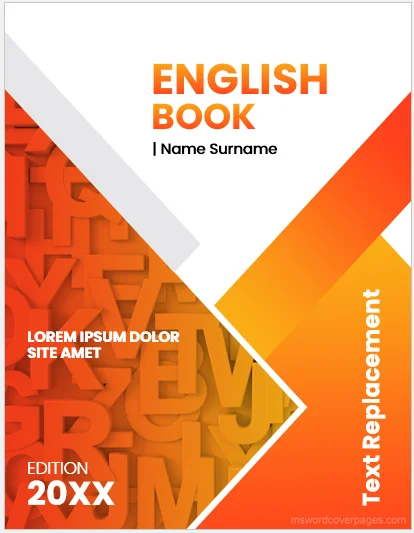 ENGLISH
BOOK
| Name Surname
LOREM IPSUM DOLOR
SITE AMET
EDITION
20XX
Text Replacement
mswordcoverpages.com